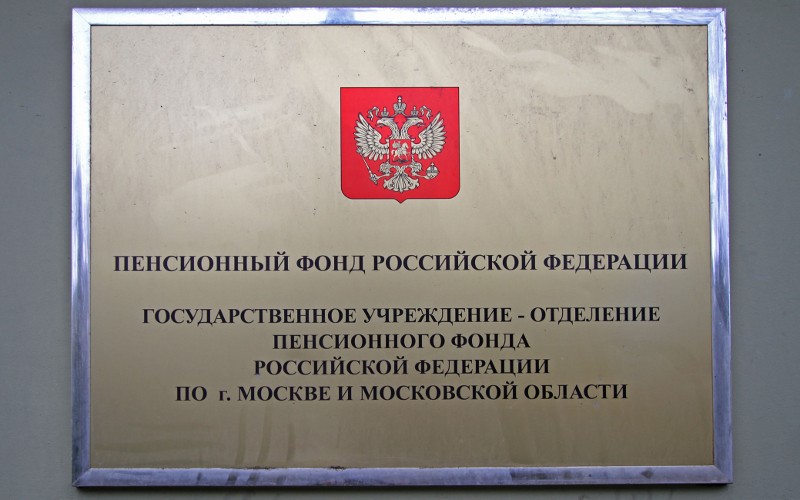 ПЕНСИОННЫЙ ФОНД РОССИЙСКОЙ ФЕДЕРАЦИИ
ГОСУДАРСТВЕННОЕ УЧРЕЖДЕНИЕ - ОТДЕЛЕНИЕ
ПЕНСИОННОГО ФОНДА
РОССИЙСКОЙ ФЕДЕРАЦИИ
ПО г. МОСКВЕ И МОСКОВСКОЙ ОБЛАСТИ